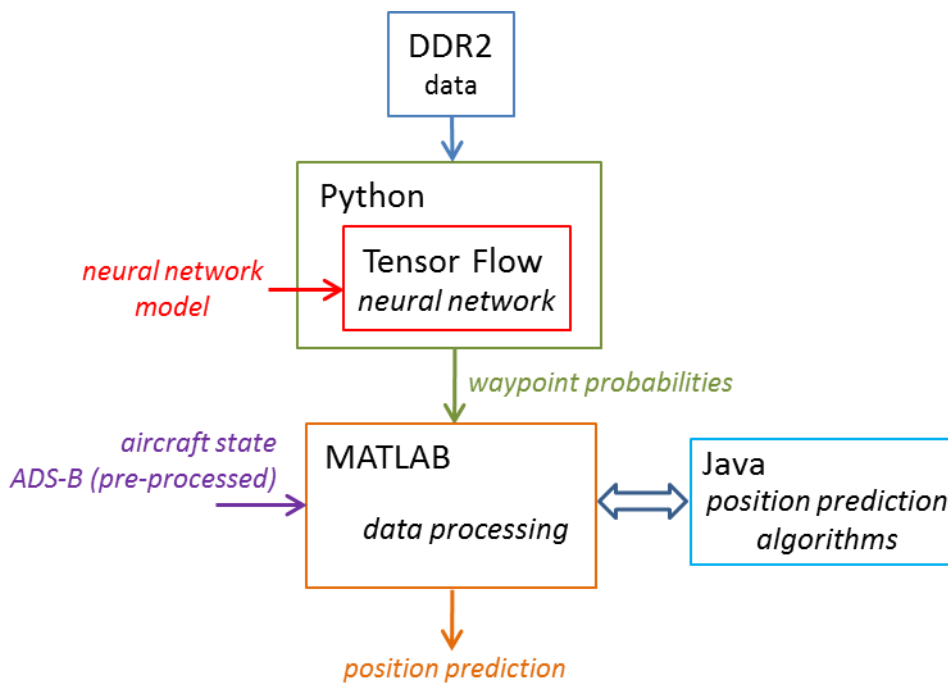 DDR2
data
Python
Tensor Flow
neural network
neural network
model
waypoint probabilities
aircraft state
ADS-B (pre-processed)
MATLAB
data processing
Java
position prediction
algorithms
position prediction